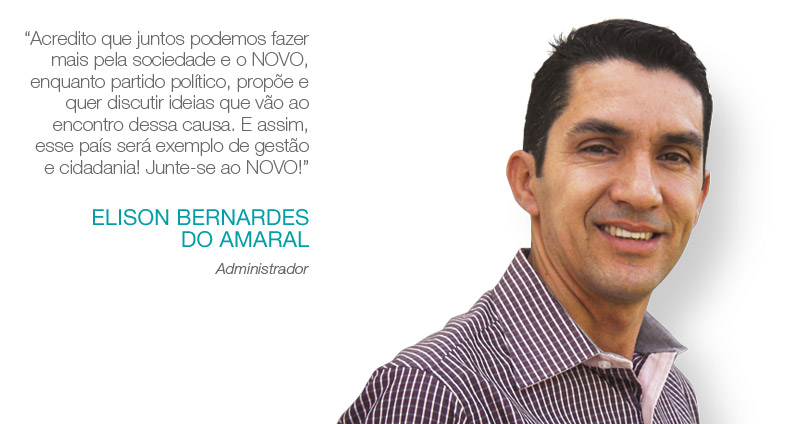 “Acredito que juntos podemos fazer
mais pela sociedade e o NOVO,
enquanto partido político, propõe e
quer discutir ideias que vão ao
encontro dessa causa. E assim,
esse país será exemplo de gestão
e cidadania! Junte-se ao NOVO!”
ELISON BERNARDES
DO AMARAL
Administrador